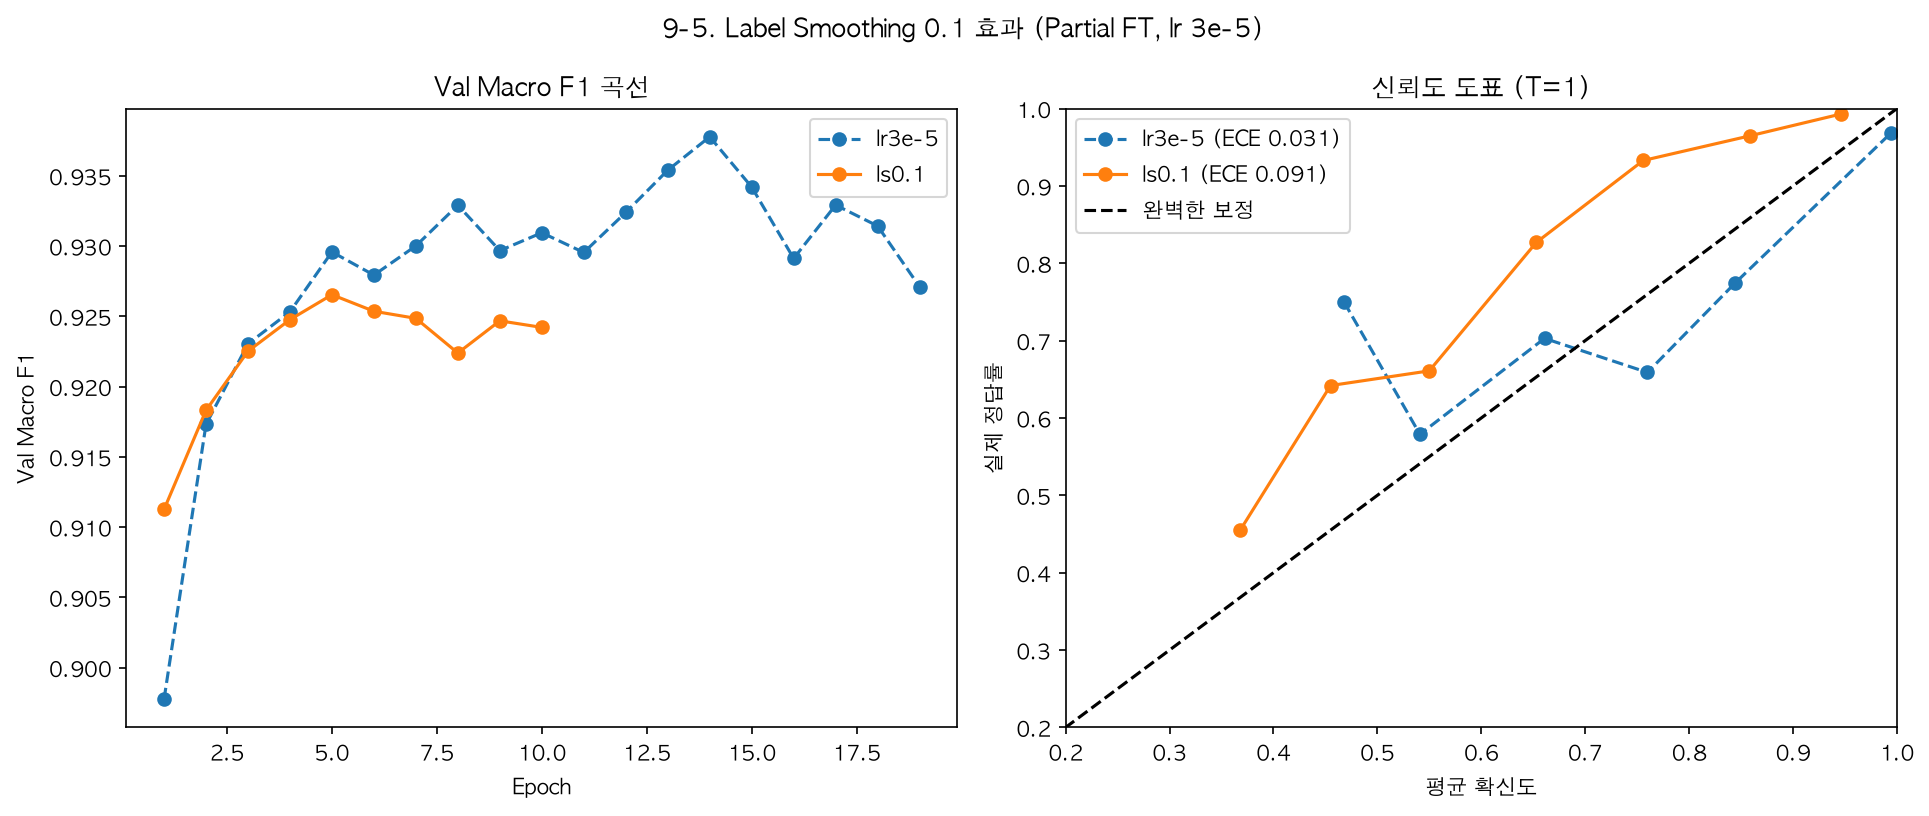 9-5. Label Smoothing 0.1 효과 (Partial FT, lr 3e-5)
Val Macro F1 곡선
lr3e-5
ls0.1
0.935
0.930
0.925
0.920
0.915
0.910
0.905
0.900
Val Macro F1
2.5
5.0
7.5
10.0
12.5
15.0
17.5
Epoch
신뢰도 도표 (T=1)
lr3e-5 (ECE 0.031)
ls0.1 (ECE 0.091)
완벽한 보정
1.0
0.9
0.8
0.7
0.6
0.5
0.4
0.3
0.2
실제 정답률
0.2
0.3
0.4
0.5
0.6
0.7
0.8
0.9
1.0
평균 확신도